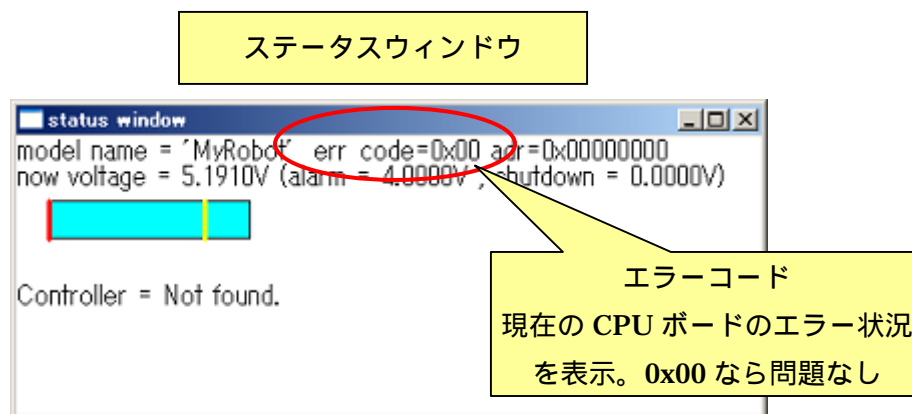 ステータスウィンドウ
status window
model name = ´MyRobot´ err code=0x00 adr=0x00000000
now voltage = 5.1910V (alarm = 4.0000V , shutdown = 0.0000V)
Controller = Not found.
エラーコード
現在の CPU ボードのエラー状況
を表示。0x00 なら問題なし